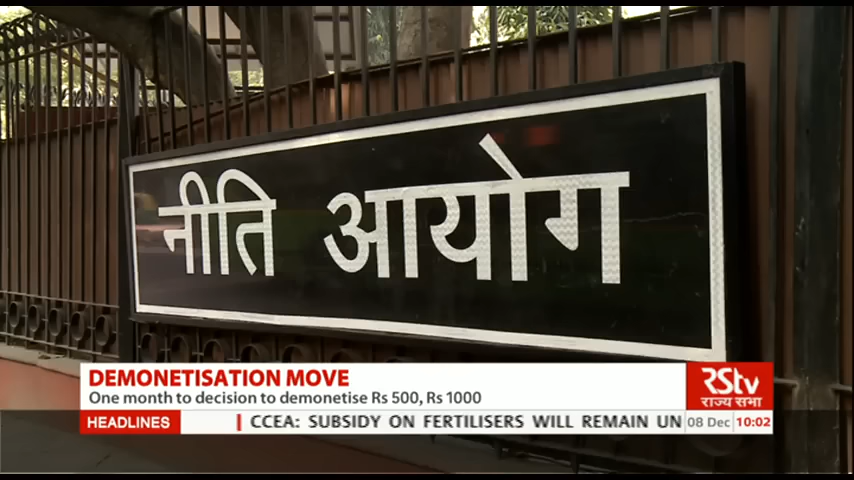 नीति आयोग
DEMONETISATION MOVE
One month to decision to demonetise Rs 500, Rs 1000
RStv
राज्य सभा
HEADLINES
CCEA: SUBSIDY ON FERTILISERS WILL REMAIN UN
08 Dec 10:02